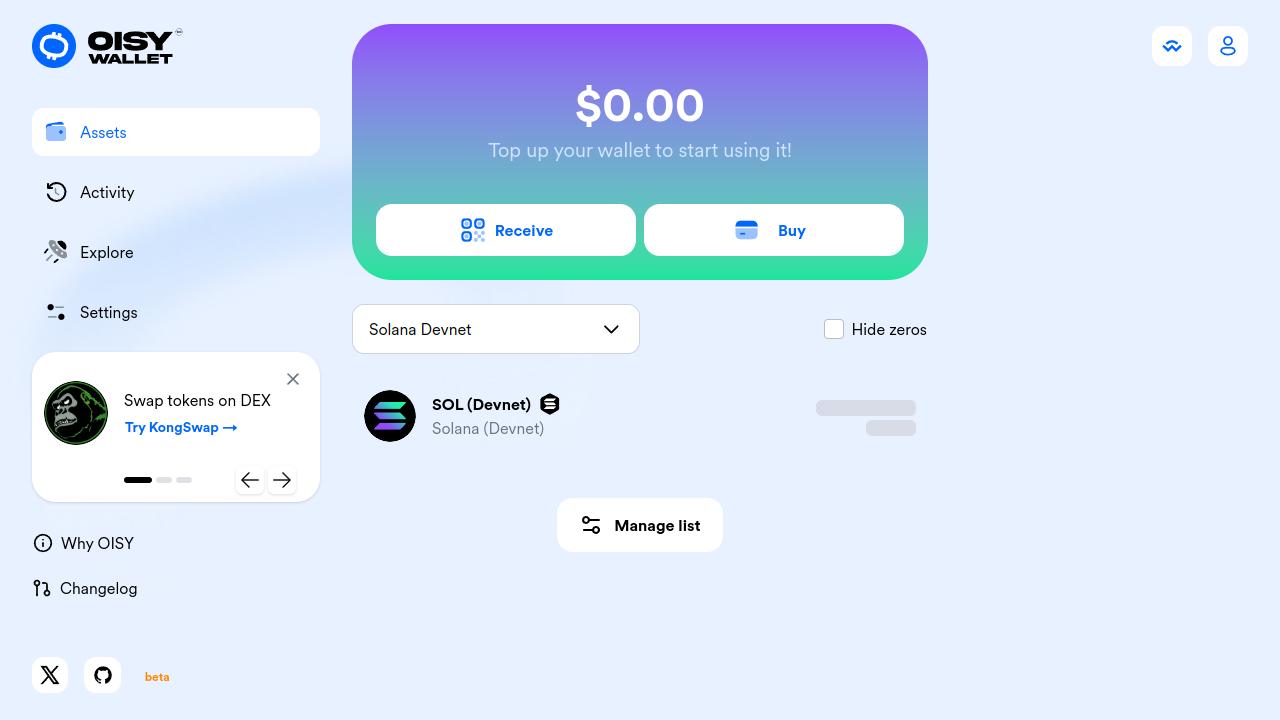 OISY
WALLET
Assets
Activity
Explore
Settings
Swap tokens on DEX
Try KongSwap →
Why OISY
Changelog
beta
$0.00
Top up your wallet to start using it!
Receive
Buy
Solana Devnet
Hide zeros
SOL (Devnet)
Solana (Devnet)
Manage list